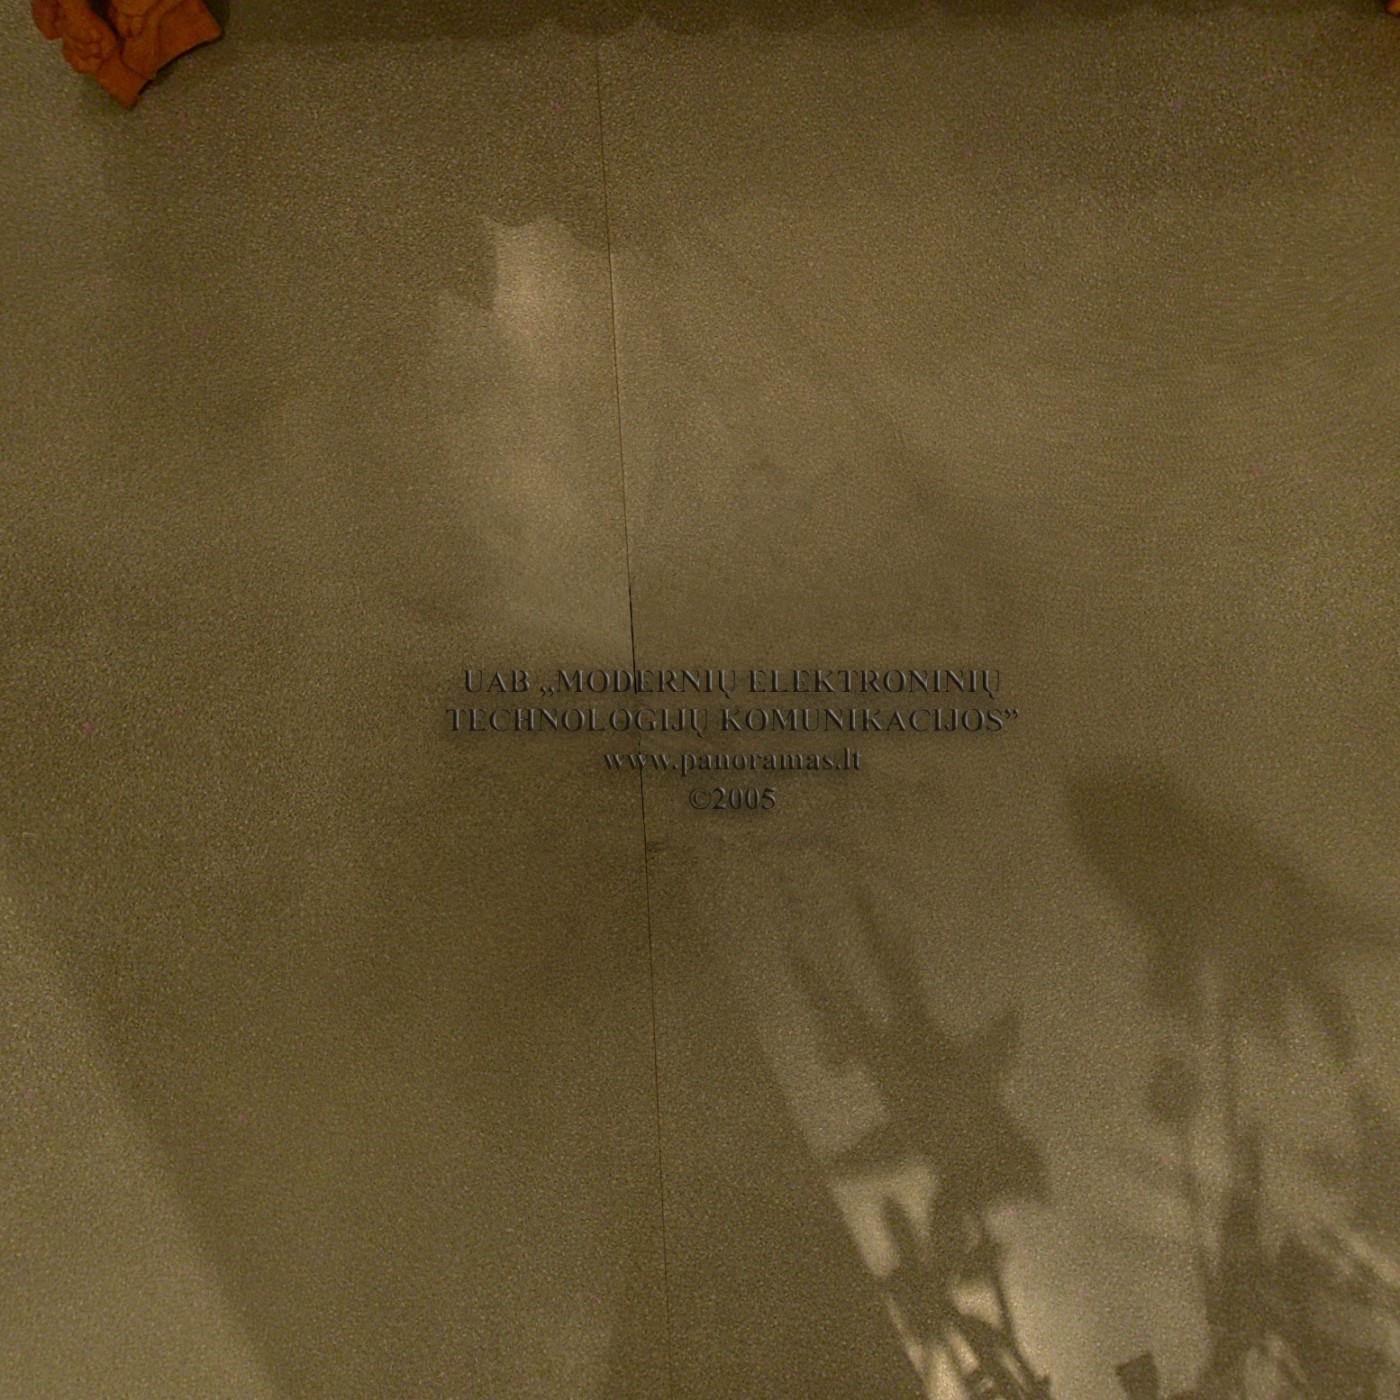 UAB „MODERNIŲ ELEKTRONINIŲ
TECHNOLOGIJŲ KOMUNIKACIJOS”
www.panoramas.lt
©2005